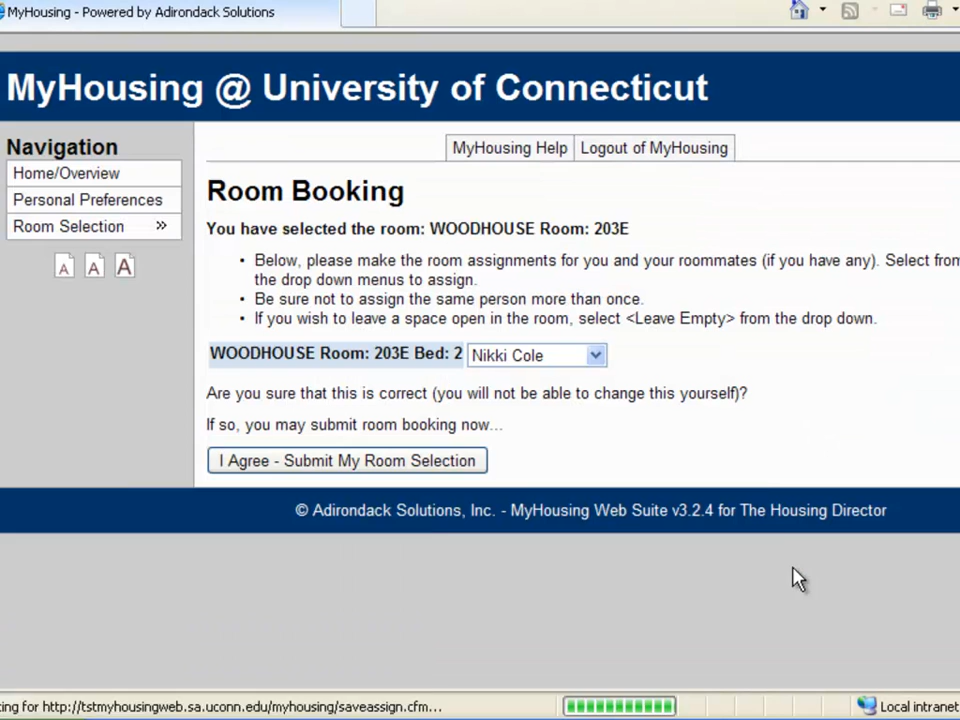 MyHousing - Powered by Adirondack Solutions
MyHousing @ University of Connecticut
Navigation
Home/Overview
Personal Preferences
Room Selection »
A A A
MyHousing Help
Logout of MyHousing
Room Booking
You have selected the room: WOODHOUSE Room: 203E
• Below, please make the room assignments for you and your roommates (if you have any). Select from
the drop down menus to assign.
• Be sure not to assign the same person more than once.
• If you wish to leave a space open in the room, select <Leave Empty> from the drop down.
WOODHOUSE Room: 203E Bed: 2 Nikki Cole
Are you sure that this is correct (you will not be able to change this yourself)?
If so, you may submit room booking now...
I Agree - Submit My Room Selection
© Adirondack Solutions, Inc. - MyHousing Web Suite v3.2.4 for The Housing Director
ting for http://tstmyhousingweb.sa.uconn.edu/myhousing/saveassign.cfm...
Local intranet